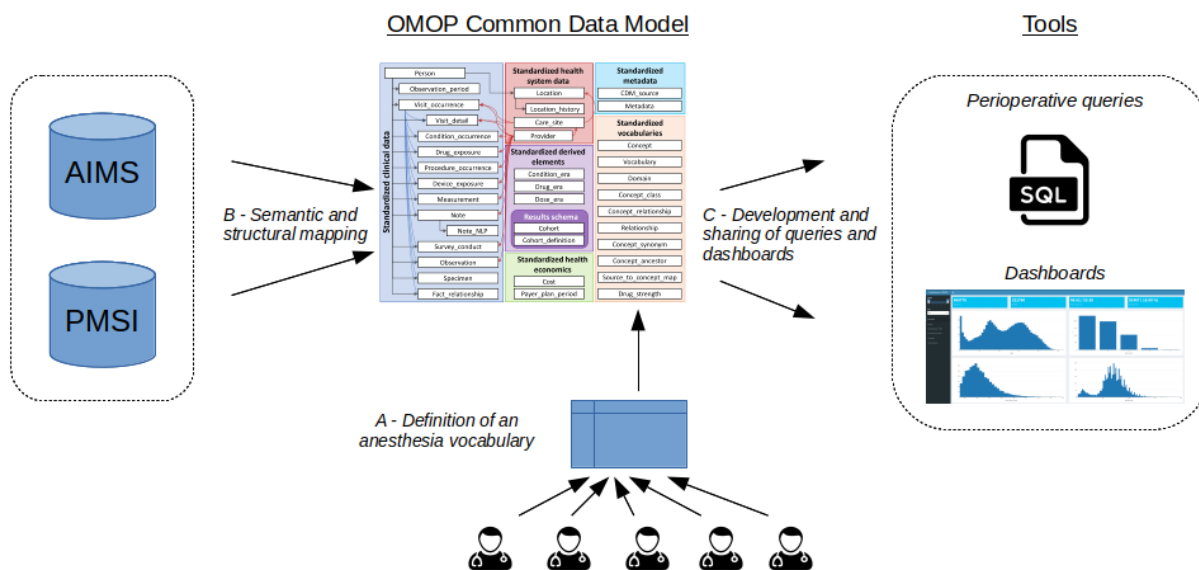 OMOP Common Data Model
Tools
AIMS
PMSI
B - Semantic and
structural mapping
Standardized clinical data
Person
Observation_period
Visit_occurrence
Visit_detail
Condition_occurrence
Drug_exposure
Procedure_occurrence
Device_exposure
Measurement
Note
Note_NLP
Survey_conduct
Observation
Specimen
Fact_relationship
Standardized health
system data
Location
Location_history
Care_site
Provider
Standardized derived
elements
Condition_era
Drug_era
Dose_era
Results schema
Cohort
Cohort_definition
Standardized health
economics
Cost
Payer_plan_period
Standardized
metadata
CDM_source
Metadata
Standardized
vocabularies
Concept
Vocabulary
Domain
Concept_class
Concept_relationship
Relationship
Concept_synonym
Concept_ancestor
Source_to_concept_map
Drug_strength
C - Development and
sharing of queries and
dashboards
Perioperative queries
SQL
Dashboards
A - Definition of an
anesthesia vocabulary